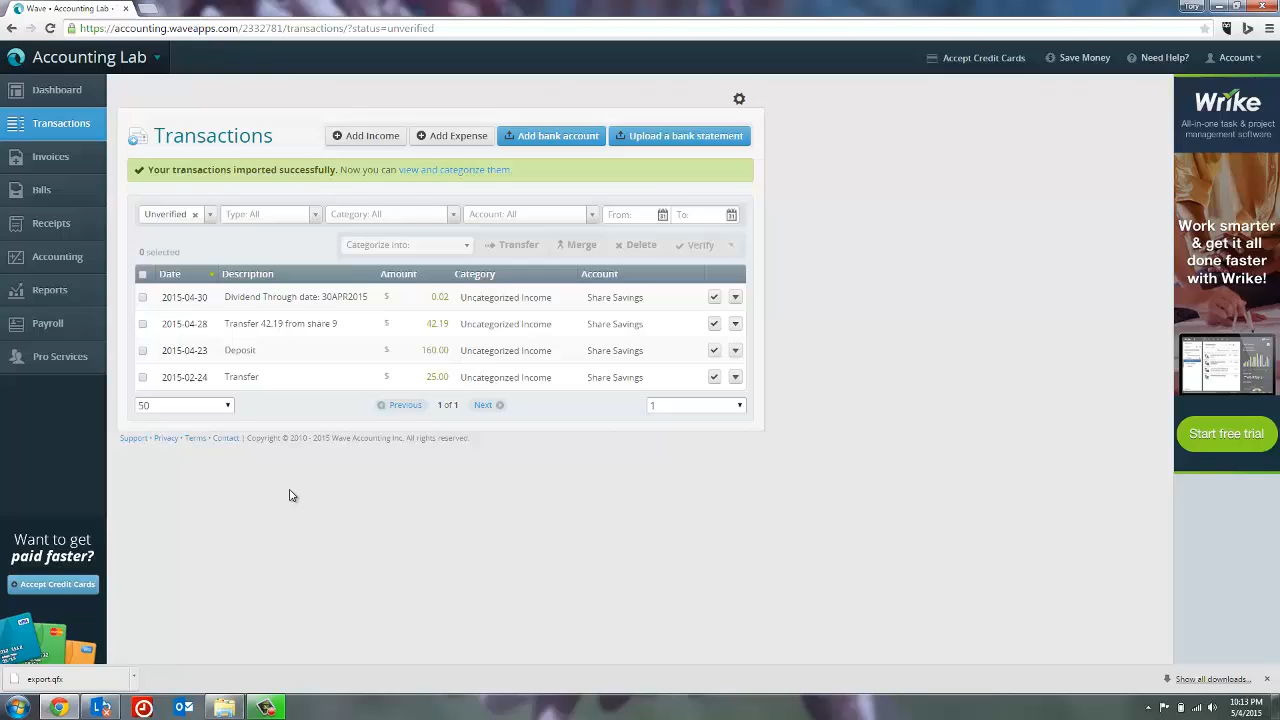 Wave • Accounting Lab •
Tony
https://accounting.waveapps.com/2332781/transactions/?status=unverified
Accounting Lab
Accept Credit Cards
Save Money
Need Help?
Account
Dashboard
Transactions
Invoices
Bills
Receipts
Accounting
Reports
Payroll
Pro Services
Want to get
paid faster?
Accept Credit Cards
Transactions
Add Income
Add Expense
Add bank account
Upload a bank statement
Your transactions imported successfully. Now you can view and categorize them.
Unverified
Type: All
Category: All
Account: All
From:
To:
0 selected
Categorize into:
Transfer
Merge
Delete
Verify
Date Description Amount Category Account
2015-04-30 Dividend Through date: 30APR2015 $ 0.02 Uncategorized Income Share Savings
2015-04-28 Transfer 42.19 from share 9 $ 42.19 Uncategorized Income Share Savings
2015-04-23 Deposit $ 160.00 Uncategorized Income Share Savings
2015-02-24 Transfer $ 25.00 Uncategorized Income Share Savings
50
Previous 1 of 1 Next
1
Support • Privacy • Terms • Contact | Copyright © 2010 - 2015 Wave Accounting Inc. All rights reserved.
Wrike
All-in-one task & project
management software
Work smarter
& get it all
done faster
with Wrike!
Start free trial
export.qfx
Show all downloads...
10:13 PM
5/4/2015